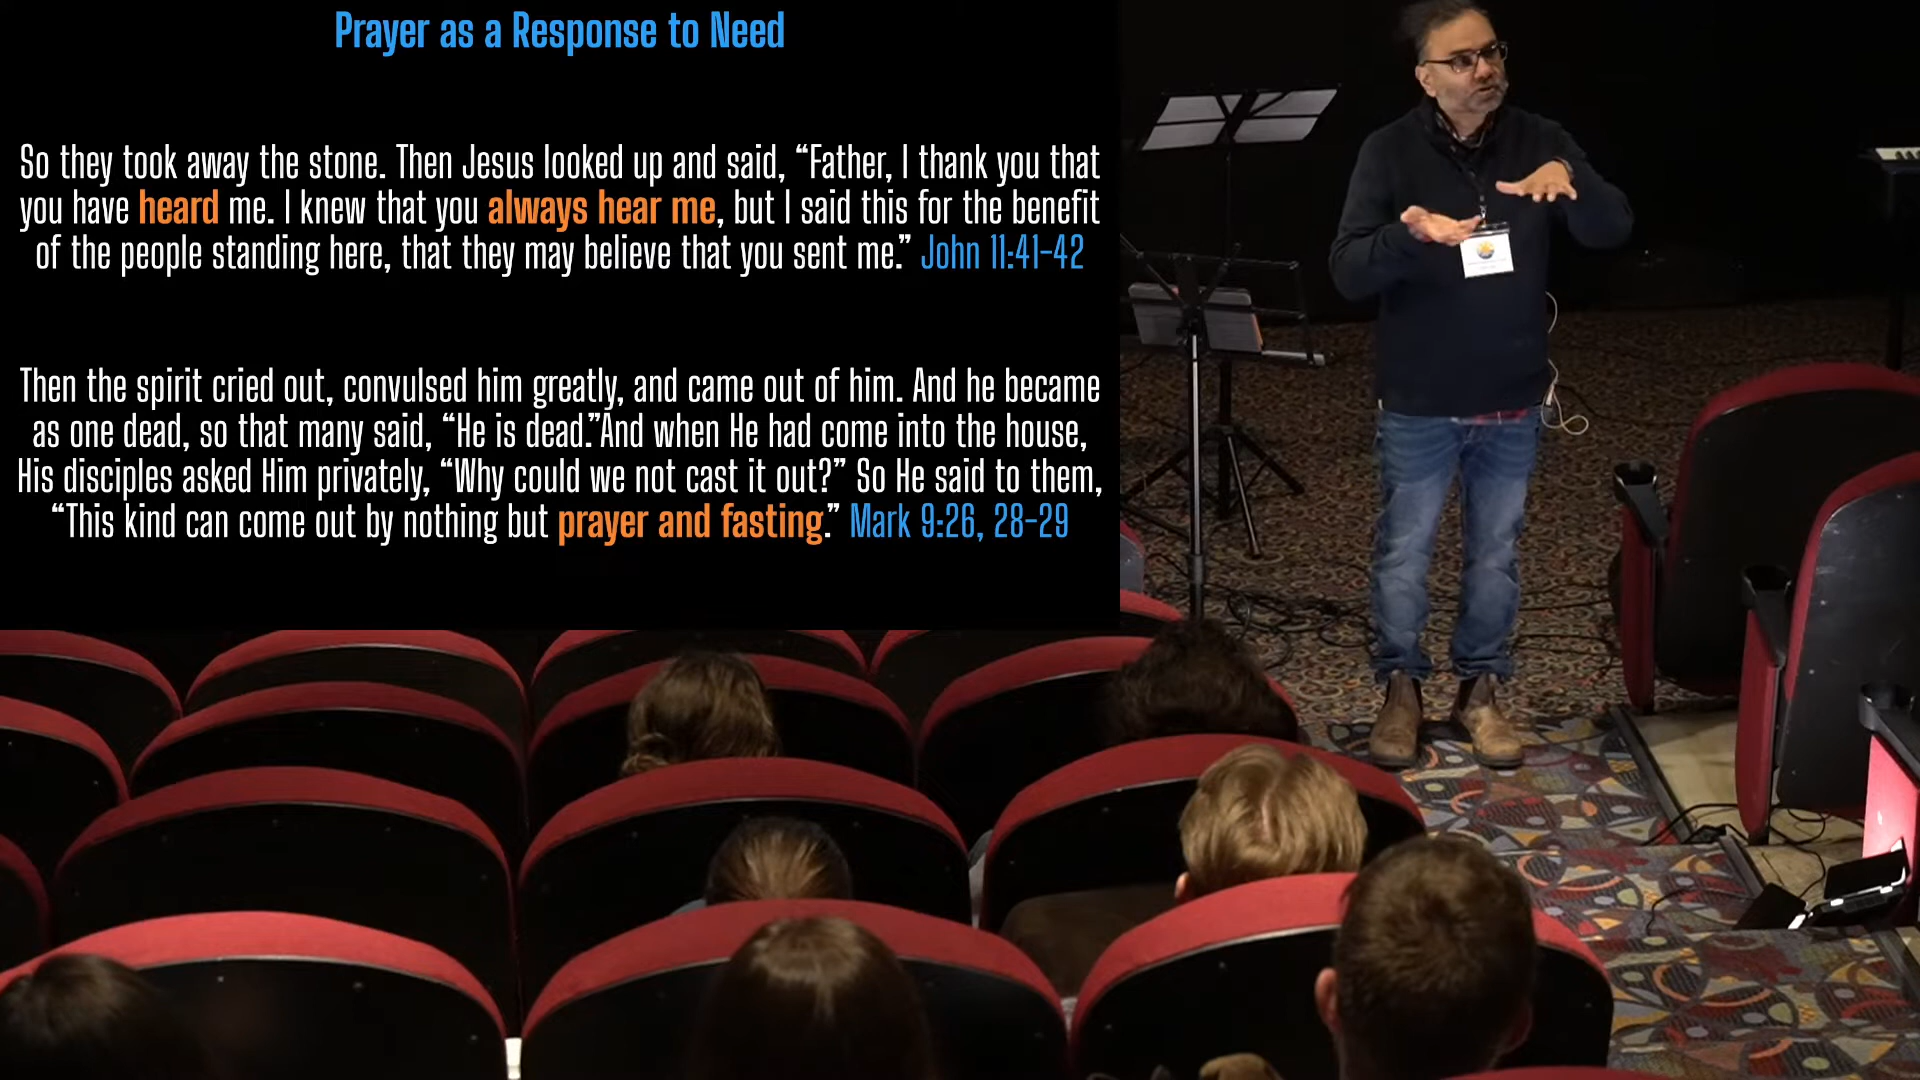 Prayer as a Response to Need
So they took away the stone. Then Jesus looked up and said, “Father, I thank you that
you have heard me. I knew that you always hear me, but I said this for the benefit
of the people standing here, that they may believe that you sent me.” John 11:41-42
Then the spirit cried out, convulsed him greatly, and came out of him. And he became
as one dead, so that many said, “He is dead.”And when He had come into the house,
His disciples asked Him privately, “Why could we not cast it out?” So He said to them,
“This kind can come out by nothing but prayer and fasting.” Mark 9:26, 28-29